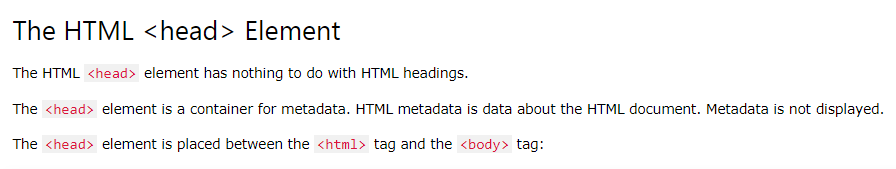 The HTML <head> Element
The HTML <head> element has nothing to do with HTML headings.
The <head> element is a container for metadata. HTML metadata is data about the HTML document. Metadata is not displayed.
The <head> element is placed between the <html> tag and the <body> tag: